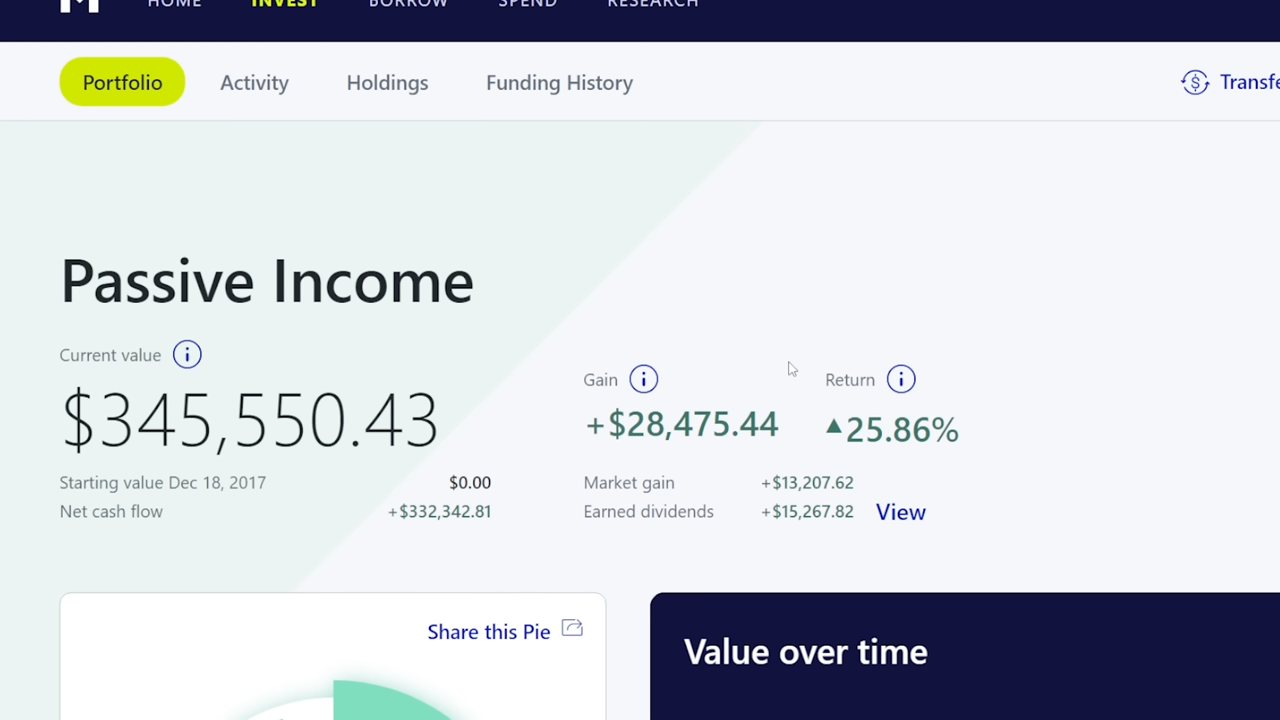 HOME INVEST BORROW SPEND RESEARCH
Portfolio Activity Holdings Funding History
Passive Income
Current value
$345,550.43
Gain Return
+$28,475.44 ▲25.86%
Starting value Dec 18, 2017 $0.00
Net cash flow +$332,342.81
Market gain +$13,207.62
Earned dividends +$15,267.82 View
Share this Pie
Value over time